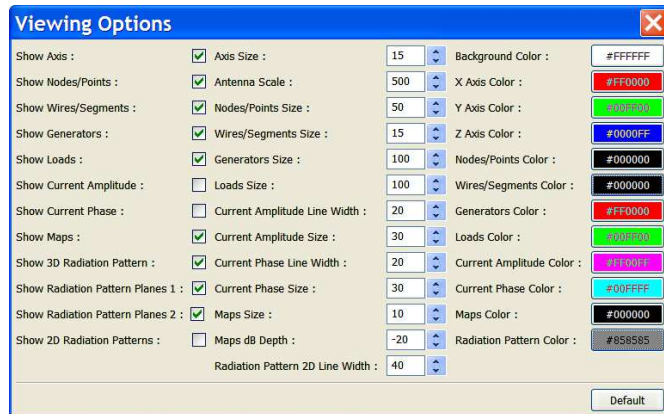 Viewing Options
Show Axis : Axis Size : 15 Background Color : #FFFFFF
Show Nodes/Points : Antenna Scale : 500 X Axis Color : #FF0000
Show Wires/Segments : Nodes/Points Size : 50 Y Axis Color : #00FF00
Show Generators : Wires/Segments Size : 15 Z Axis Color : #0000FF
Show Loads : Generators Size : 100 Nodes/Points Color : #000000
Show Current Amplitude : Loads Size : 100 Wires/Segments Color : #000000
Show Current Phase : Current Amplitude Line Width : 20 Generators Color : #FF0000
Show Maps : Current Amplitude Size : 30 Loads Color : #00FF00
Show 3D Radiation Pattern : Current Phase Line Width : 20 Current Amplitude Color : #FF00FF
Show Radiation Pattern Planes 1 : Current Phase Size : 30 Current Phase Color : #00FFFF
Show Radiation Pattern Planes 2 : Maps Size : 10 Maps Color : #000000
Show 2D Radiation Patterns : Maps dB Depth : -20 Radiation Pattern Color : #858585
Radiation Pattern 2D Line Width : 40
Default